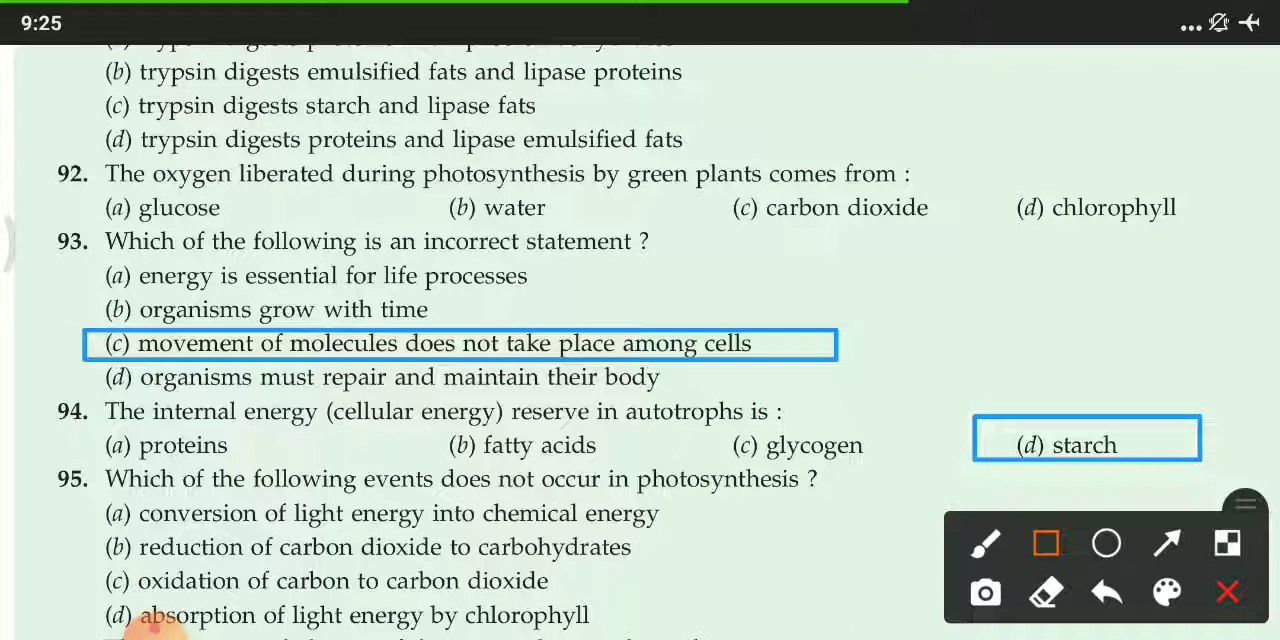 9:25
(b) trypsin digests emulsified fats and lipase proteins
(c) trypsin digests starch and lipase fats
(d) trypsin digests proteins and lipase emulsified fats
92. The oxygen liberated during photosynthesis by green plants comes from :
(a) glucose (b) water (c) carbon dioxide (d) chlorophyll
93. Which of the following is an incorrect statement ?
(a) energy is essential for life processes
(b) organisms grow with time
(c) movement of molecules does not take place among cells
(d) organisms must repair and maintain their body
94. The internal energy (cellular energy) reserve in autotrophs is :
(a) proteins (b) fatty acids (c) glycogen (d) starch
95. Which of the following events does not occur in photosynthesis ?
(a) conversion of light energy into chemical energy
(b) reduction of carbon dioxide to carbohydrates
(c) oxidation of carbon to carbon dioxide
(d) absorption of light energy by chlorophyll